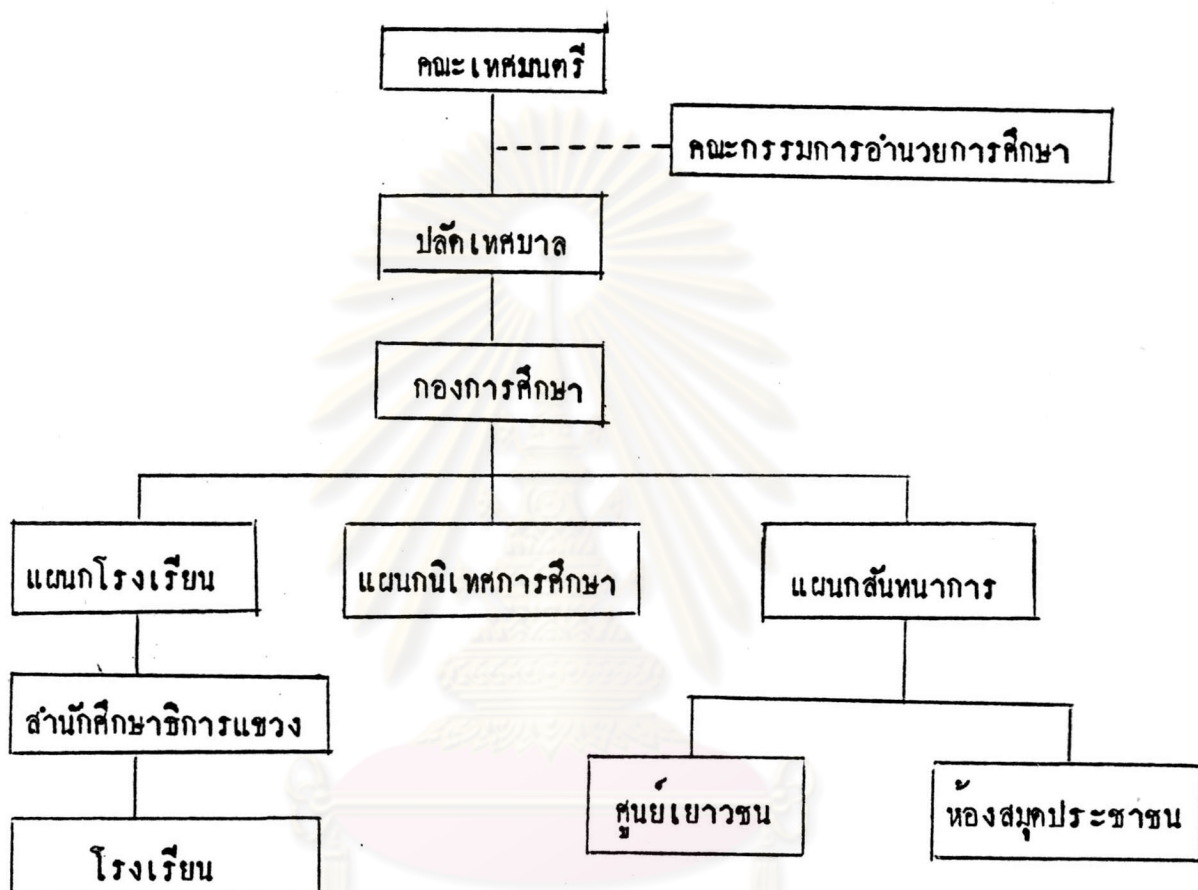 คณะเทศมนตรี
คณะกรรมการอำนวยการศึกษา
ปลัดเทศบาล
กองการศึกษา
แผนกโรงเรียน
แผนกนิเทศการศึกษา
แผนกสันทนาการ
สำนักศึกษาธิการแขวง
ศูนย์เยาวชน
ห้องสมุดประชาชน
โรงเรียน